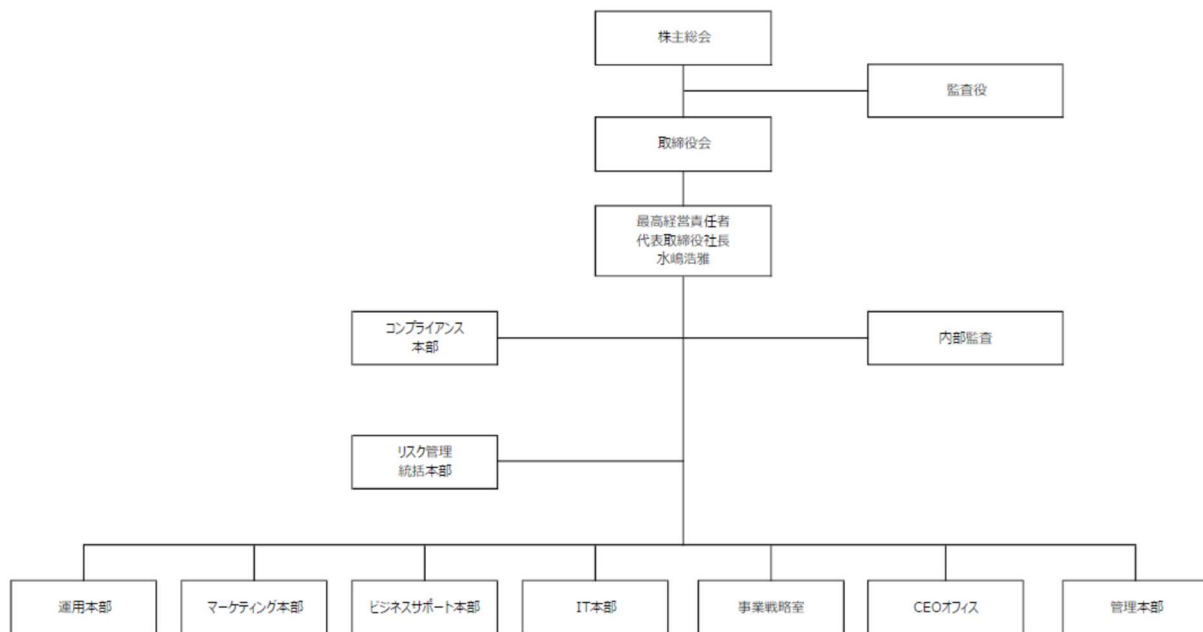 株主総会
監査役
取締役会
最高経営責任者
代表取締役社長
水嶋浩雅
コンプライアンス
本部
内部監査
リスク管理
統括本部
運用本部
マーケティング本部
ビジネスサポート本部
IT本部
事業戦略室
CEOオフィス
管理本部